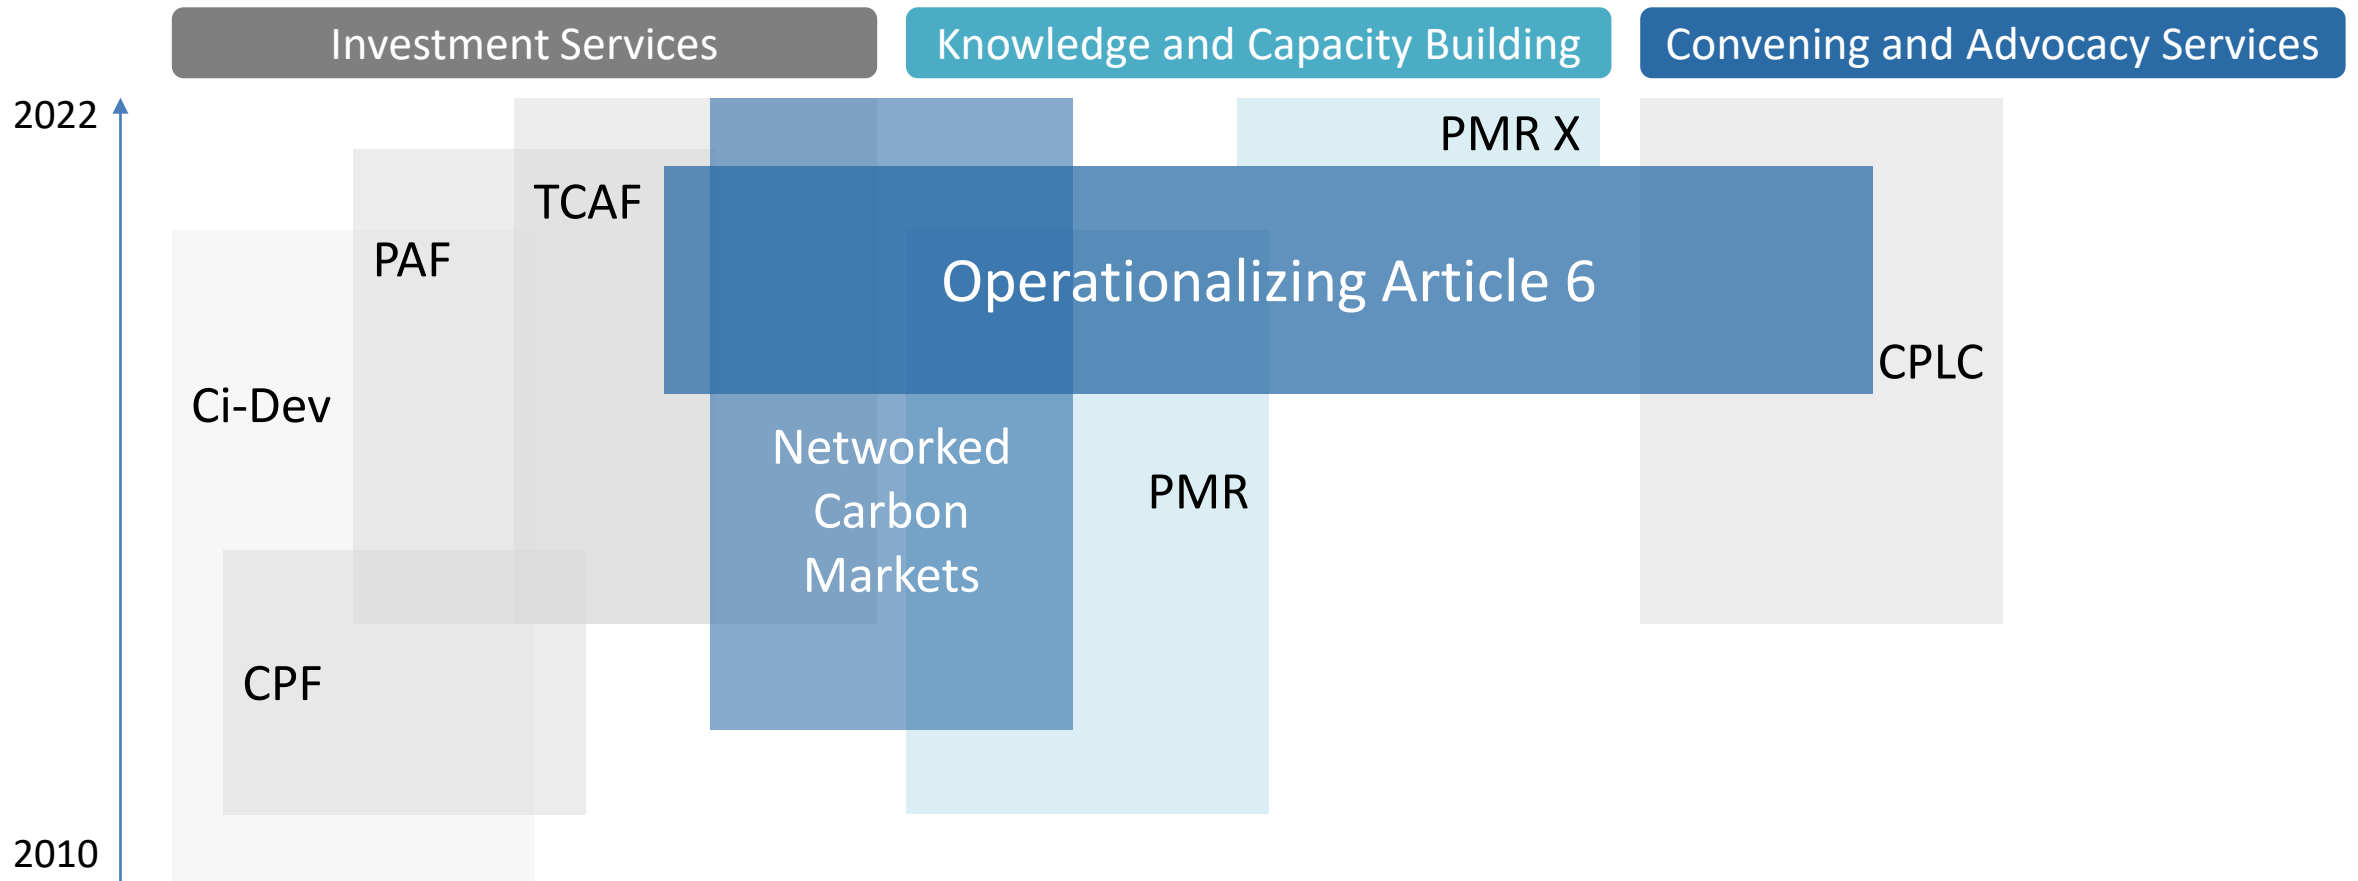 Investment Services
Knowledge and Capacity Building
Convening and Advocacy Services
2022
PMR X
TCAF
PAF
Operationalizing Article 6
CPLC
Ci-Dev
Networked
Carbon
Markets
PMR
CPF
2010